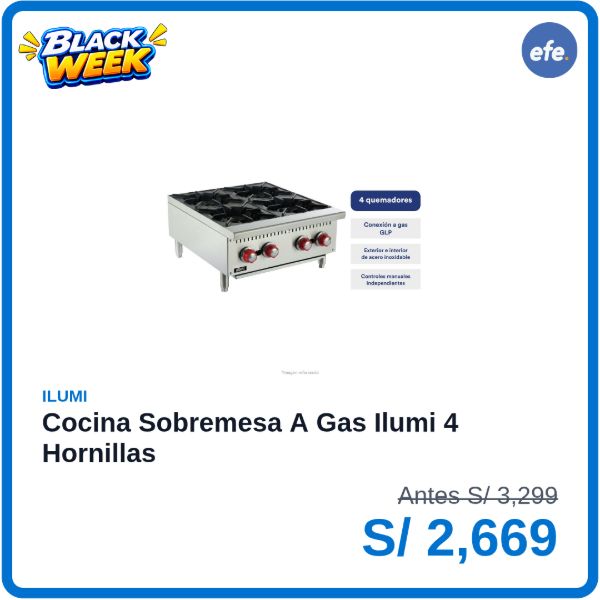 BLACK
WEEK
efe.
4 quemadores
Conexión a gas
GLP
Exterior e interior
de acero inoxidable
Controles manuales
independientes
ILUMI
Cocina Sobremesa A Gas Ilumi 4
Hornillas
Antes S/ 3,299
S/ 2,669